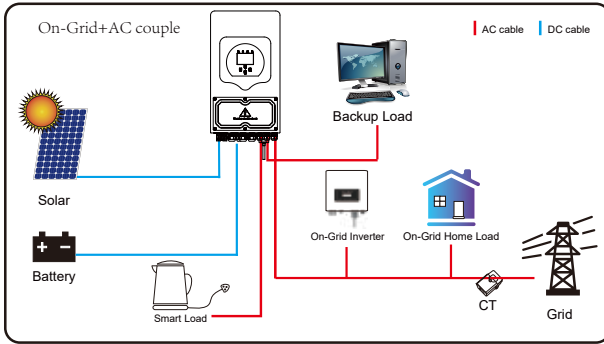 On-Grid+AC couple
AC cable
DC cable
Backup Load
Solar
On-Grid Inverter
On-Grid Home Load
Battery
Smart Load
CT
Grid